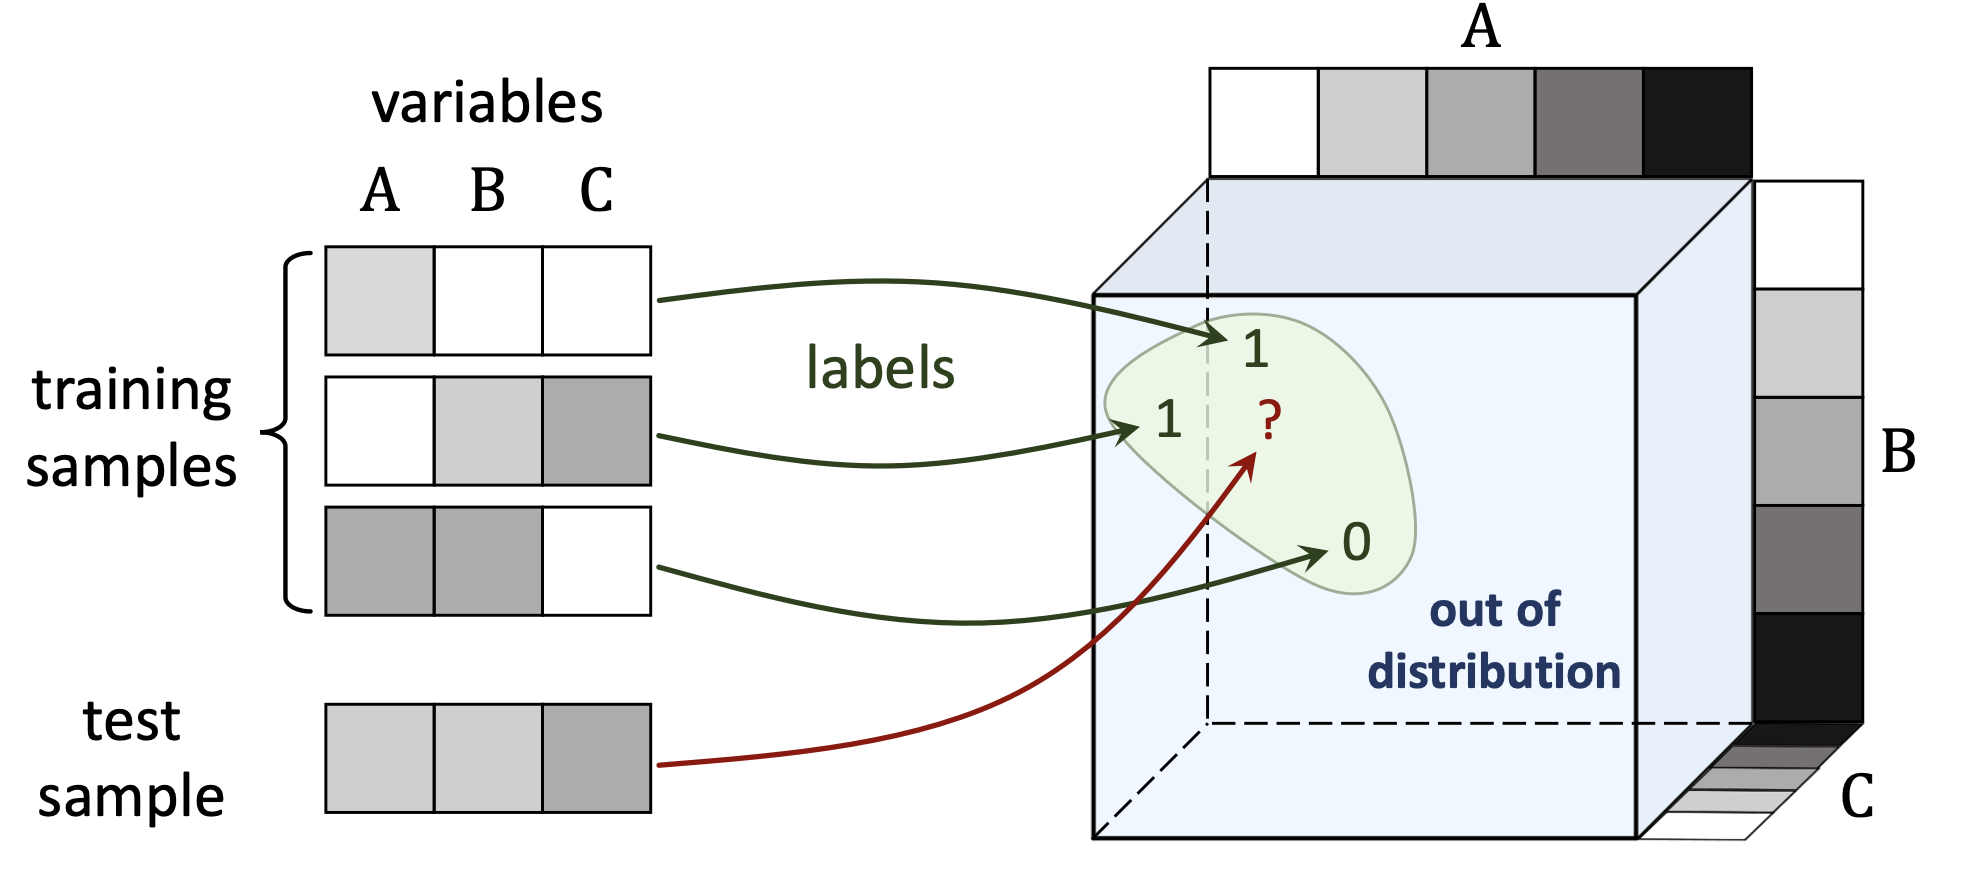 variables
A B C
training
samples
labels
test
sample
A
B
C
1
1
?
0
out of
distribution